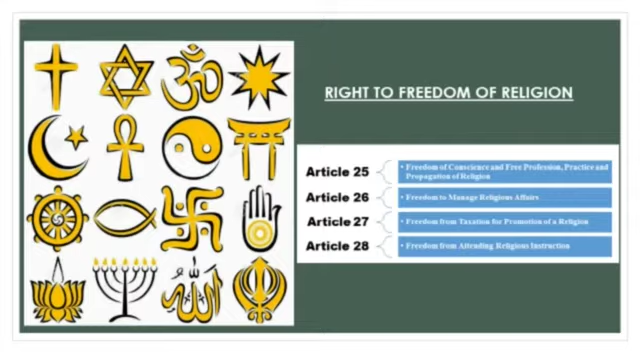 RIGHT TO FREEDOM OF RELIGION
Article 25
• Freedom of Conscience and Free Profession, Practice and
Propagation of Religion
Article 26
• Freedom to Manage Religious Affairs
Article 27
• Freedom from Taxation for Promotion of a Religion
Article 28
• Freedom from Attending Religious Instruction
ॐ
الله